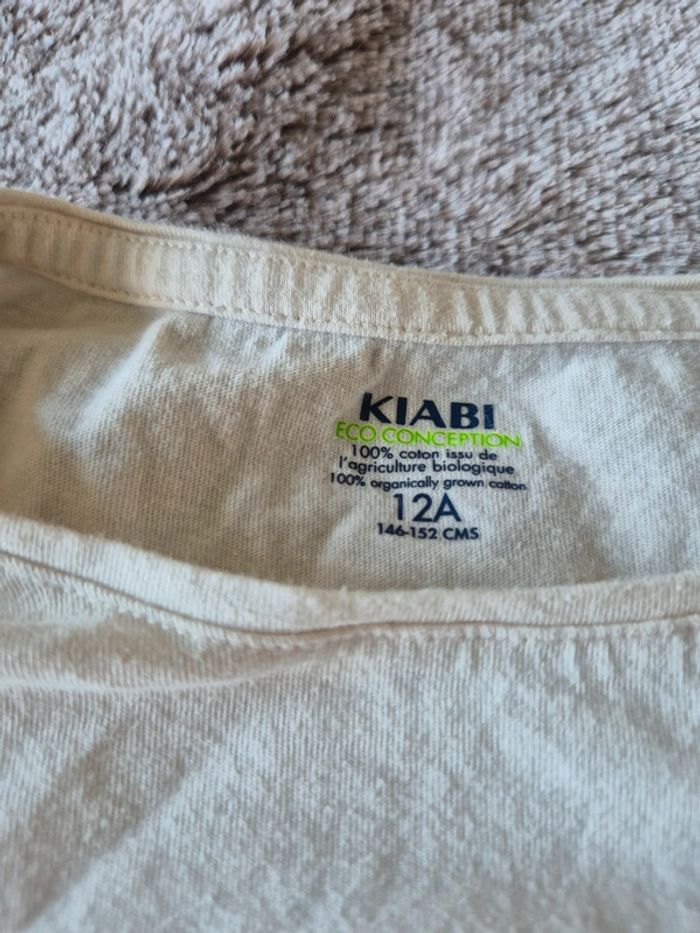 KIABI
ECO CONCEPTION
100% coton issu de
l'agriculture biologique
100% organically grown cotton
12A
146-152 CMS